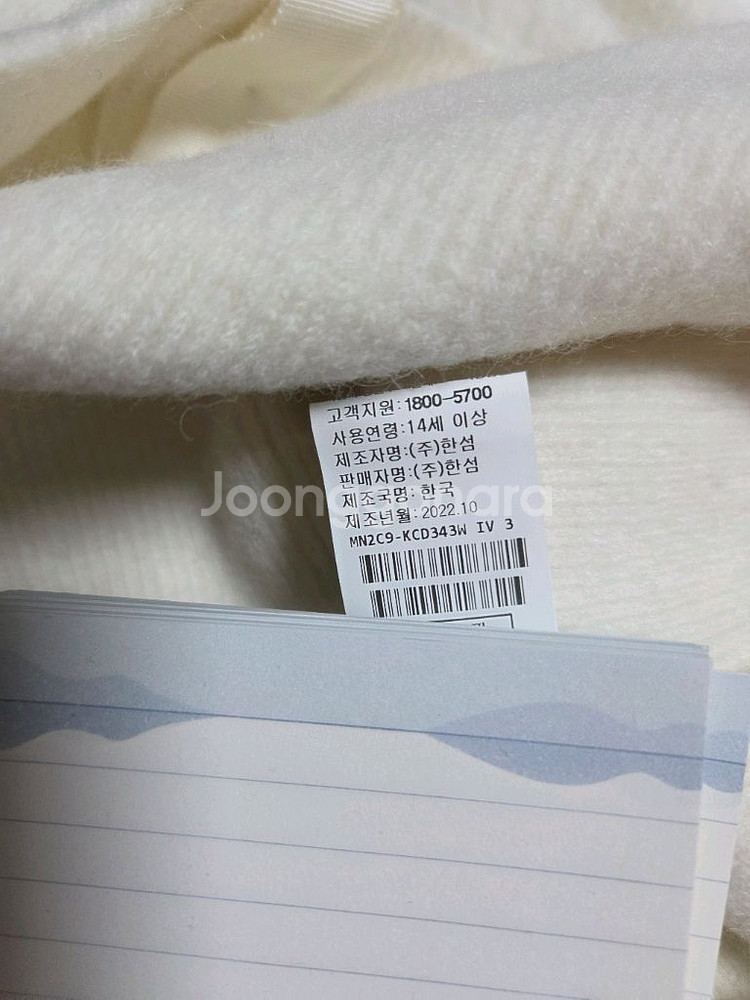 고객지원:1800-5700
사용연령:14세 이상
제조자명:(주)한섬
판매자명:(주)한섬
제조국명:한국
제조년월:2022.10
MN2C9-KCD343W IV 3
Joongonara